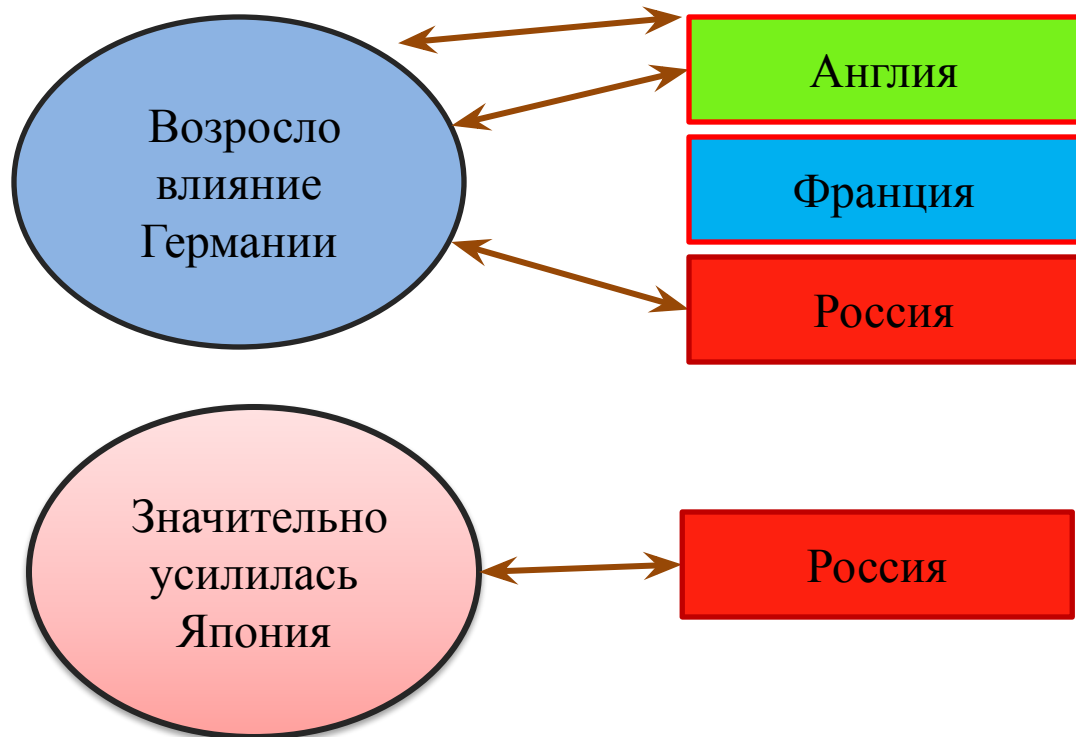 Возросло
влияние
Германии
Англия
Франция
Россия
Значительно
усилилась
Япония
Россия